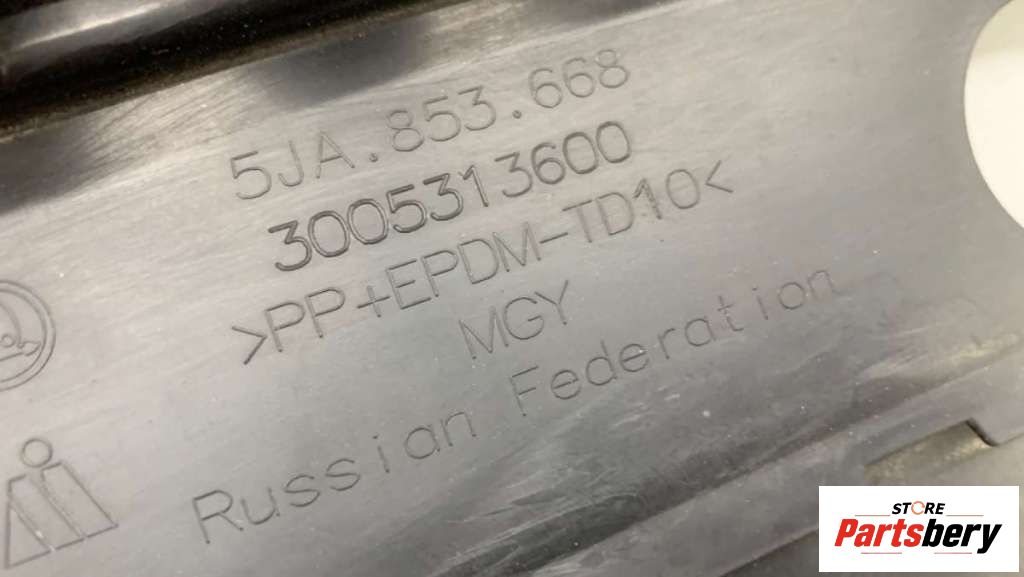 5JA.853.668
3005313600
>PP+EPDM-TD10<
MGY
Russian Federation
STORE
Partsbery